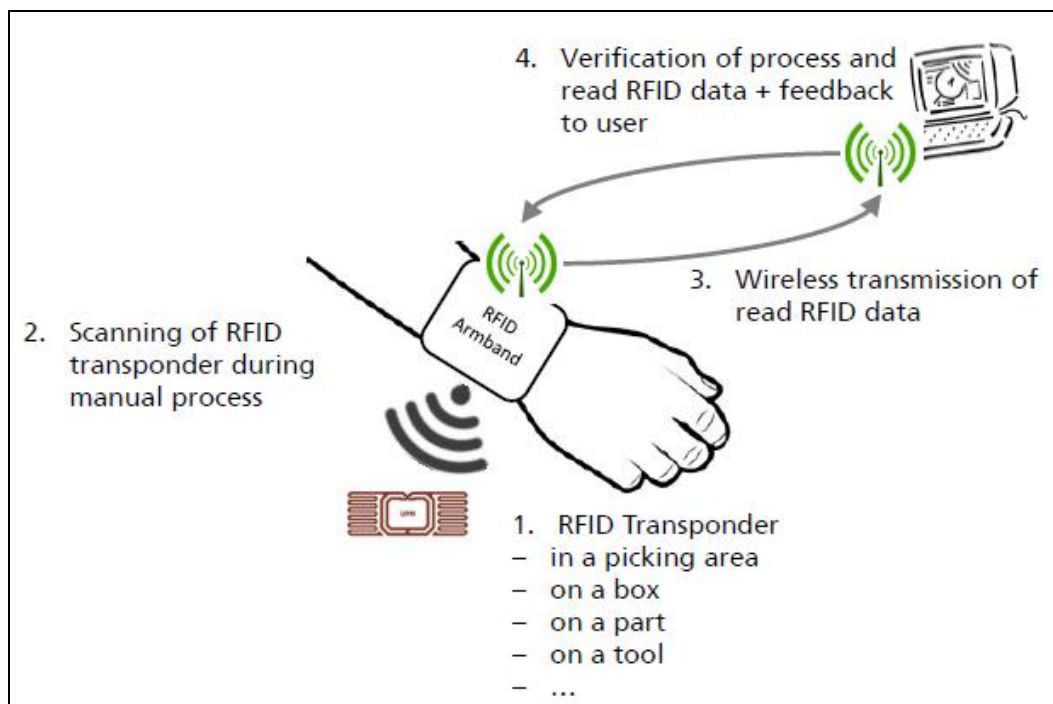 4. Verification of process and
read RFID data + feedback
to user
3. Wireless transmission of
read RFID data
RFID
Armband
2. Scanning of RFID
transponder during
manual process
1. RFID Transponder
– in a picking area
– on a box
– on a part
– on a tool
– ...